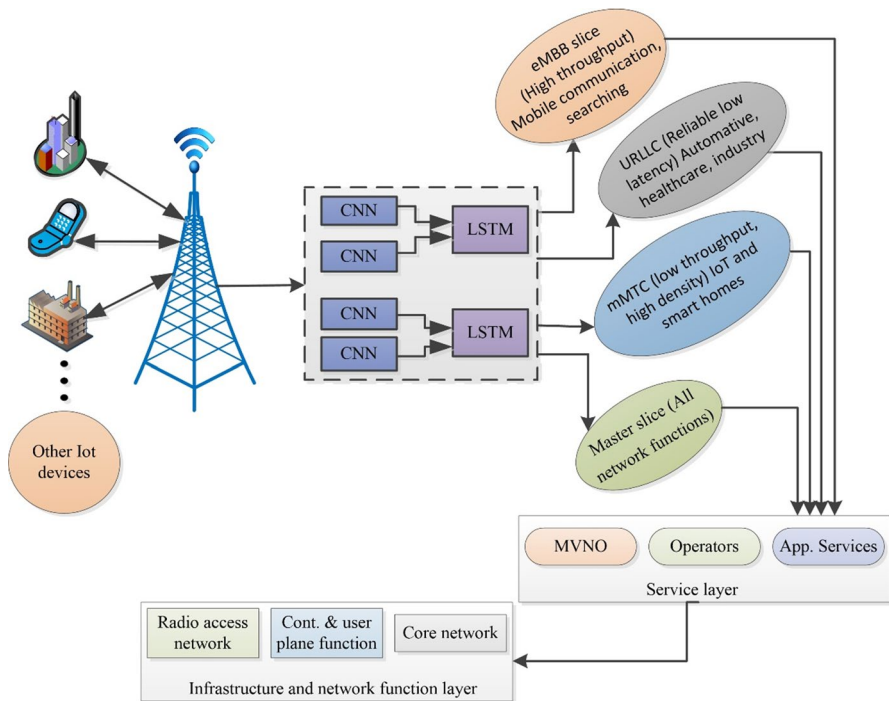 eMBB slice
(High throughput)
Mobile communication,
searching
URLLC (Reliable low
latency) Automative,
healthcare, industry
CNN
LSTM
CNN
mMTC (low throughput,
high density) IoT and
smart homes
CNN
LSTM
CNN
Master slice (All
network functions)
Other Iot
devices
MVNO
Operators
App. Services
Service layer
Radio access
network
Cont. & user
plane function
Core network
Infrastructure and network function layer